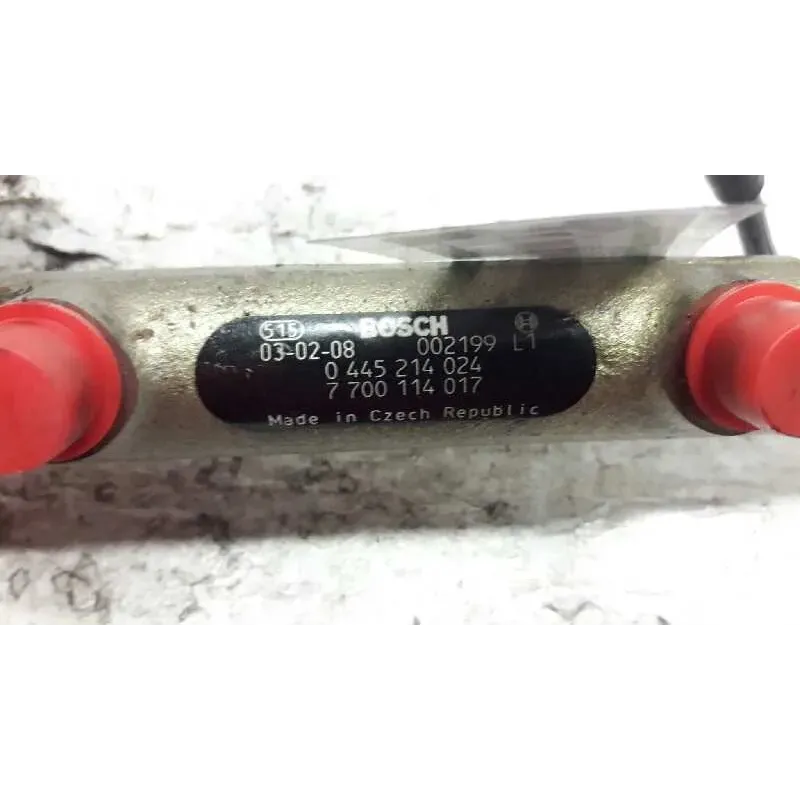 515 BOSCH
03-02-08 002199 L1
0 445 214 024
7 700 114 017
Made in Czech Republic